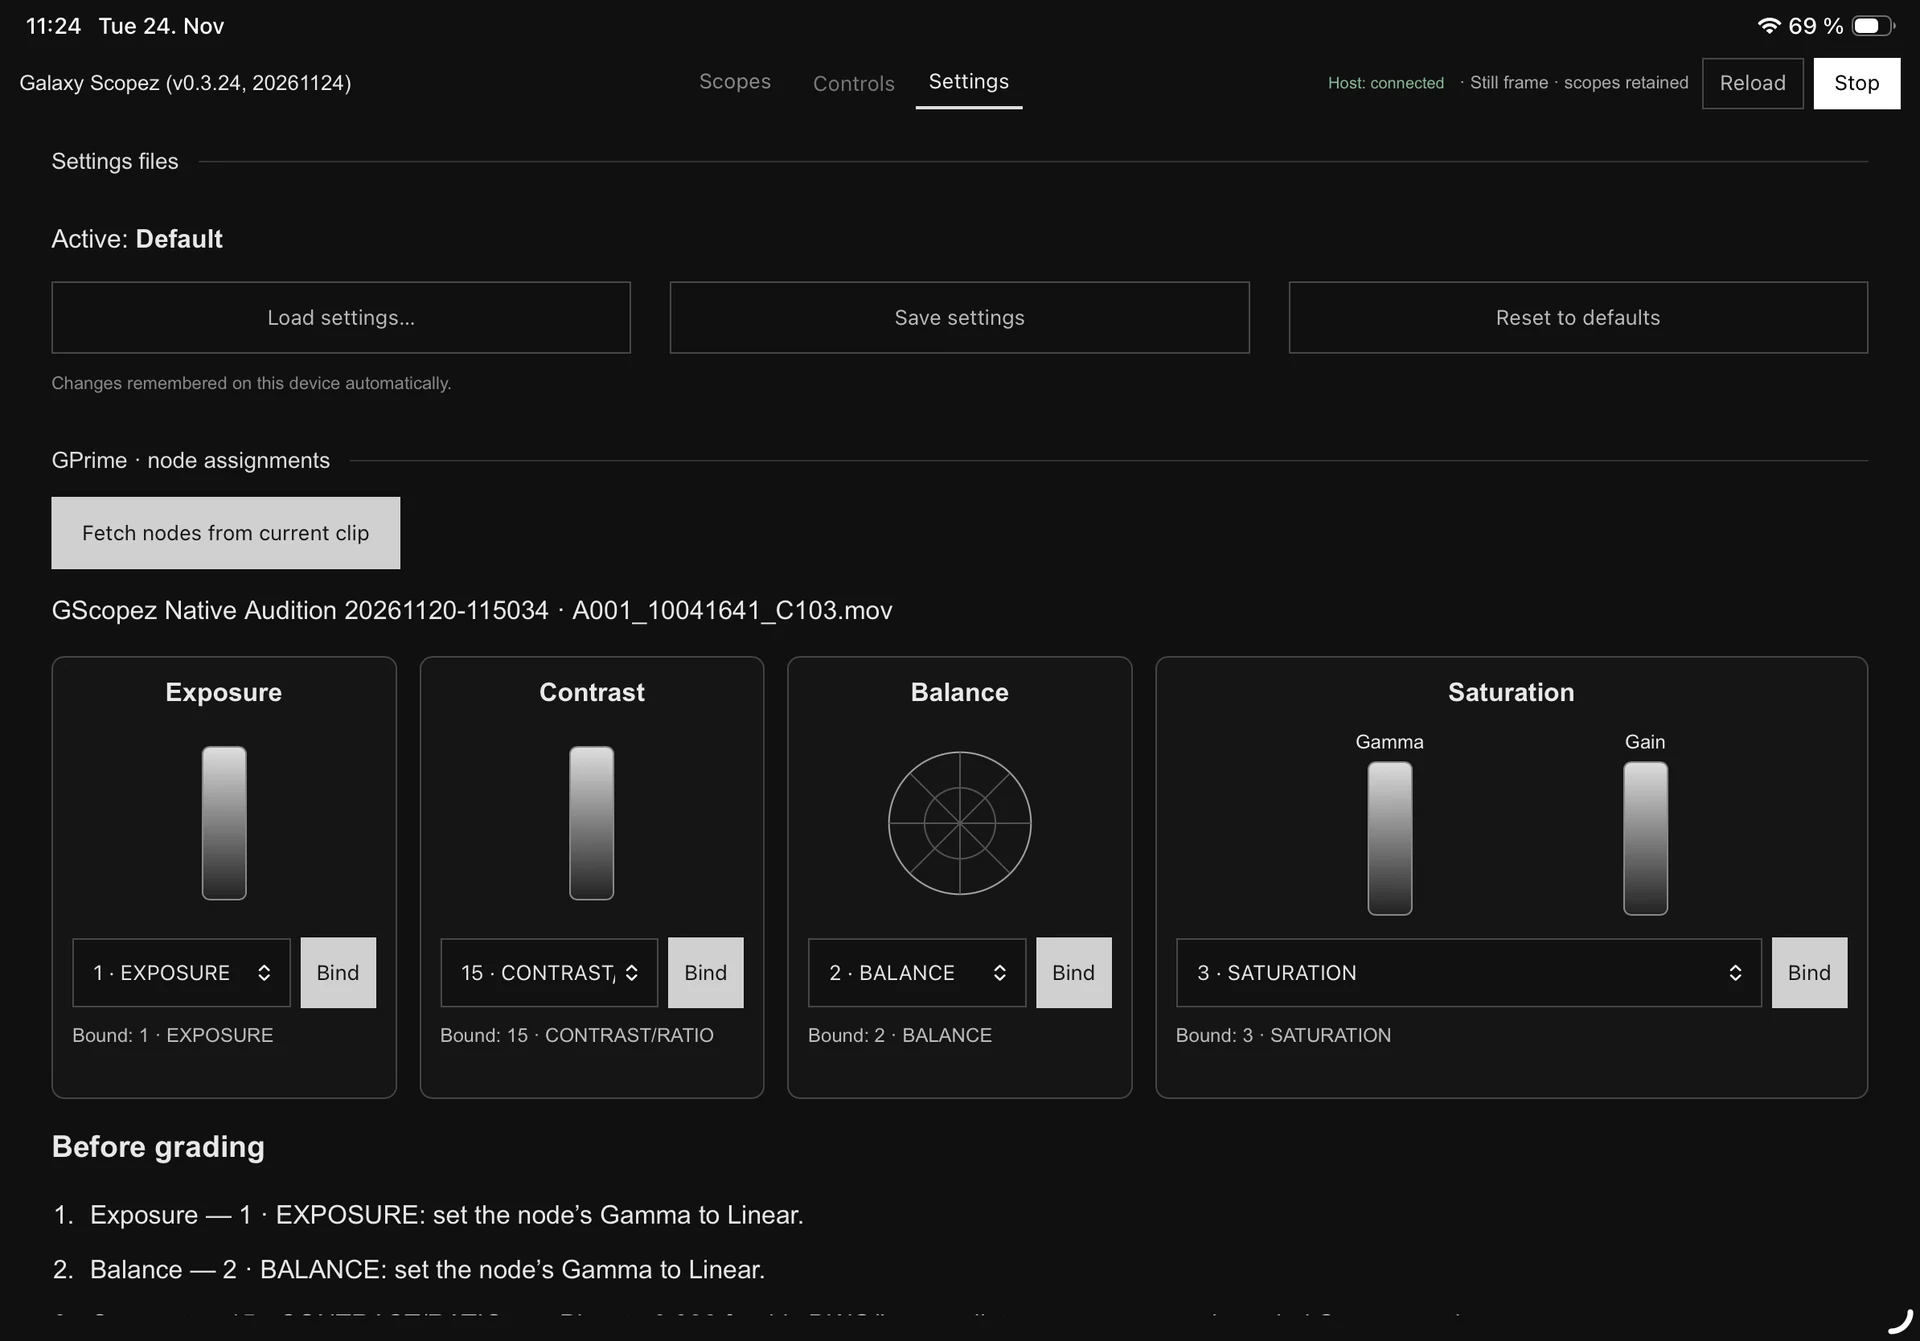 11:24 Tue 24. Nov 69 %
Galaxy Scopez (v0.3.24, 20261124) Scopes Controls Settings Host: connected · Still frame · scopes retained Reload Stop
Settings files
Active: Default
Load settings... Save settings Reset to defaults
Changes remembered on this device automatically.
GPrime · node assignments
Fetch nodes from current clip
GScopez Native Audition 20261120-115034 · A001_10041641_C103.mov
Exposure Contrast Balance Saturation
Gamma Gain
1 · EXPOSURE Bind 15 · CONTRAST, Bind 2 · BALANCE Bind 3 · SATURATION Bind
Bound: 1 · EXPOSURE Bound: 15 · CONTRAST/RATIO Bound: 2 · BALANCE Bound: 3 · SATURATION
Before grading
1. Exposure — 1 · EXPOSURE: set the node’s Gamma to Linear.
2. Balance — 2 · BALANCE: set the node’s Gamma to Linear.